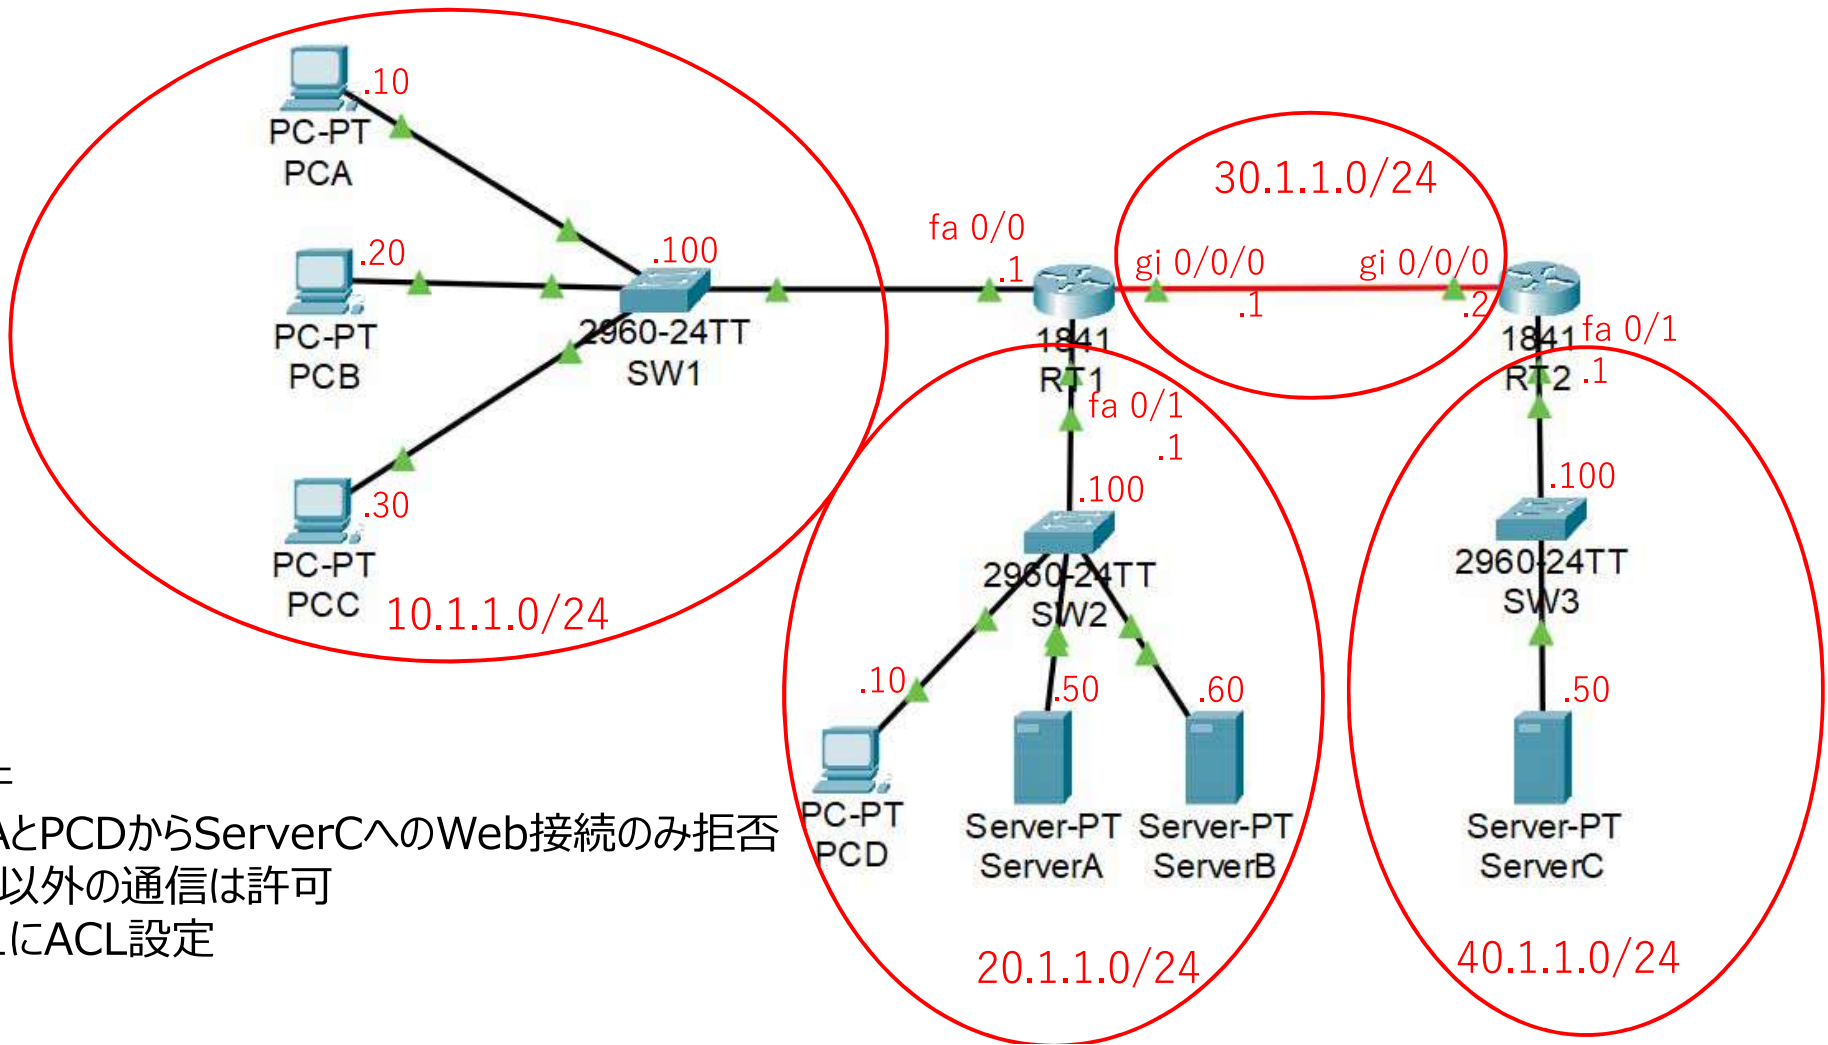 .10
PC-PT
PCA
.20
PC-PT
PCB
.30
PC-PT
PCC
10.1.1.0/24
.100
2960-24TT
SW1
fa 0/0
.1
1841
RT1
30.1.1.0/24
gi 0/0/0
.1
gi 0/0/0
.2
1841
RT2
fa 0/1
.1
fa 0/1
.1
.100
2960-24TT
SW2
.10
PC-PT
PCD
.50
Server-PT
ServerA
.60
Server-PT
ServerB
20.1.1.0/24
.100
2960-24TT
SW3
.50
Server-PT
ServerC
40.1.1.0/24
AとPCDからServerCへのWeb接続のみ拒否
以外の通信は許可
にACL設定